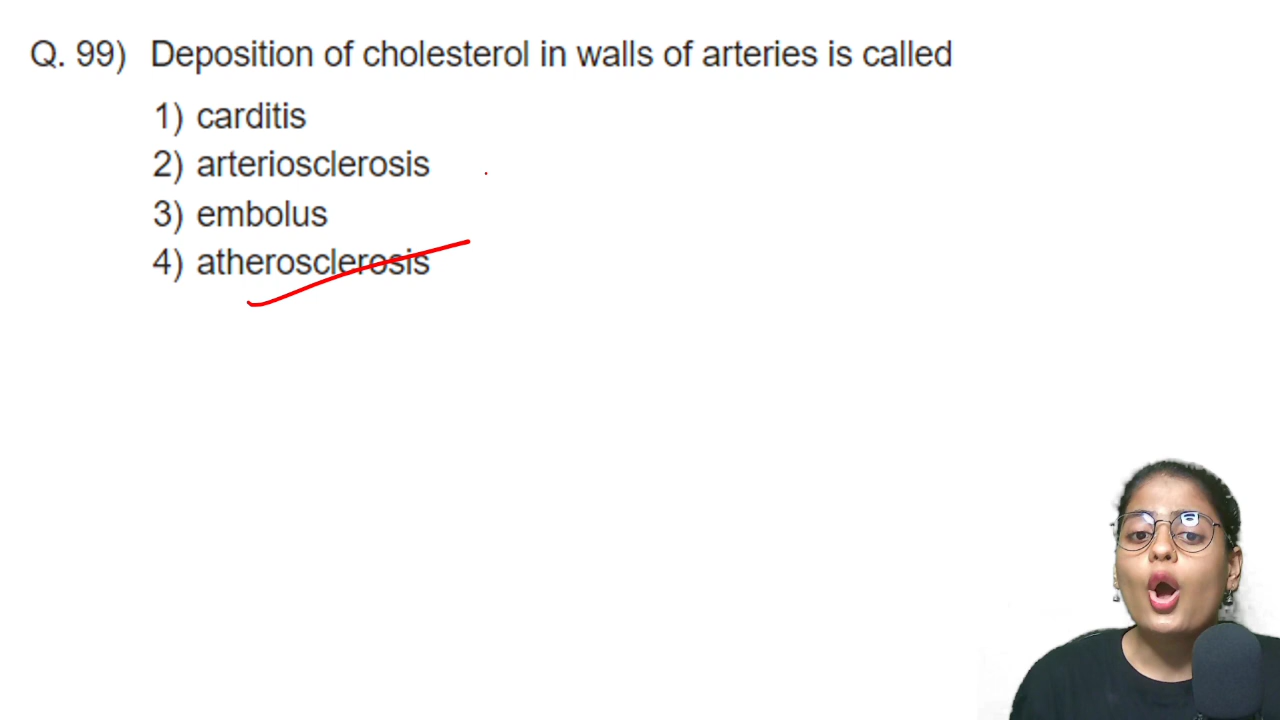 Q. 99) Deposition of cholesterol in walls of arteries is called
1) carditis
2) arteriosclerosis
3) embolus
4) atherosclerosis